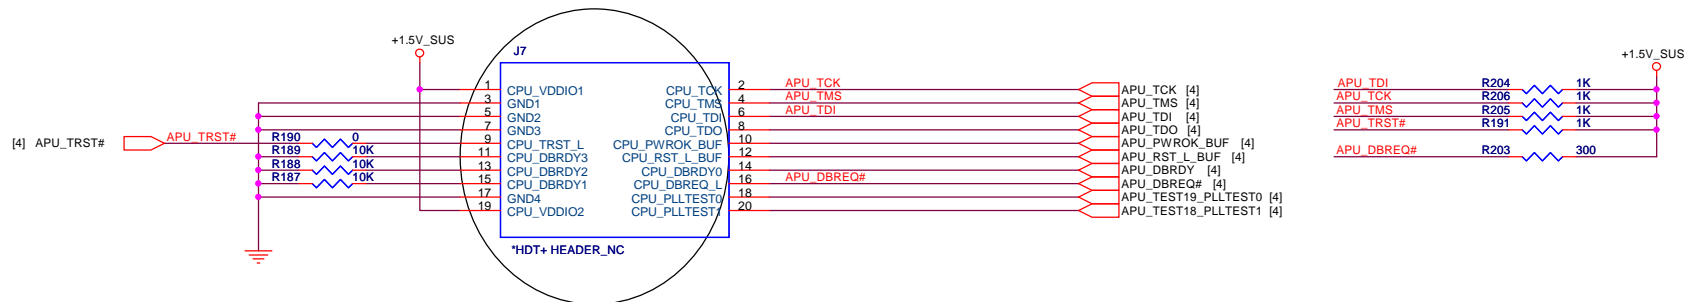 +1.5V_SUS
J7
1 CPU_VDDIO1 CPU_TCK 2 APU_TCK APU_TCK [4]
3 GND1 CPU_TMS 4 APU_TMS APU_TMS [4]
5 GND2 CPU_TDI 6 APU_TDI APU_TDI [4]
7 GND3 CPU_TDO 8 APU_TDO [4]
[4] APU_TRST# APU_TRST# R190 0 9 CPU_TRST_L CPU_PWROK_BUF 10 APU_PWROK_BUF [4]
R189 10K 11 CPU_DBRDY3 CPU_RST_L_BUF 12 APU_RST_L_BUF [4]
R188 10K 13 CPU_DBRDY2 CPU_DBRDY0 14 APU_DBRDY [4]
R187 10K 15 CPU_DBRDY1 CPU_DBREQ_L 16 APU_DBREQ# APU_DBREQ# [4]
17 GND4 CPU_PLLTEST0 18 APU_TEST19_PLLTEST0 [4]
19 CPU_VDDIO2 CPU_PLLTEST1 20 APU_TEST18_PLLTEST1 [4]
*HDT+ HEADER_NC
+1.5V_SUS
APU_TDI R204 1K
APU_TCK R206 1K
APU_TMS R205 1K
APU_TRST# R191 1K
APU_DBREQ# R203 300